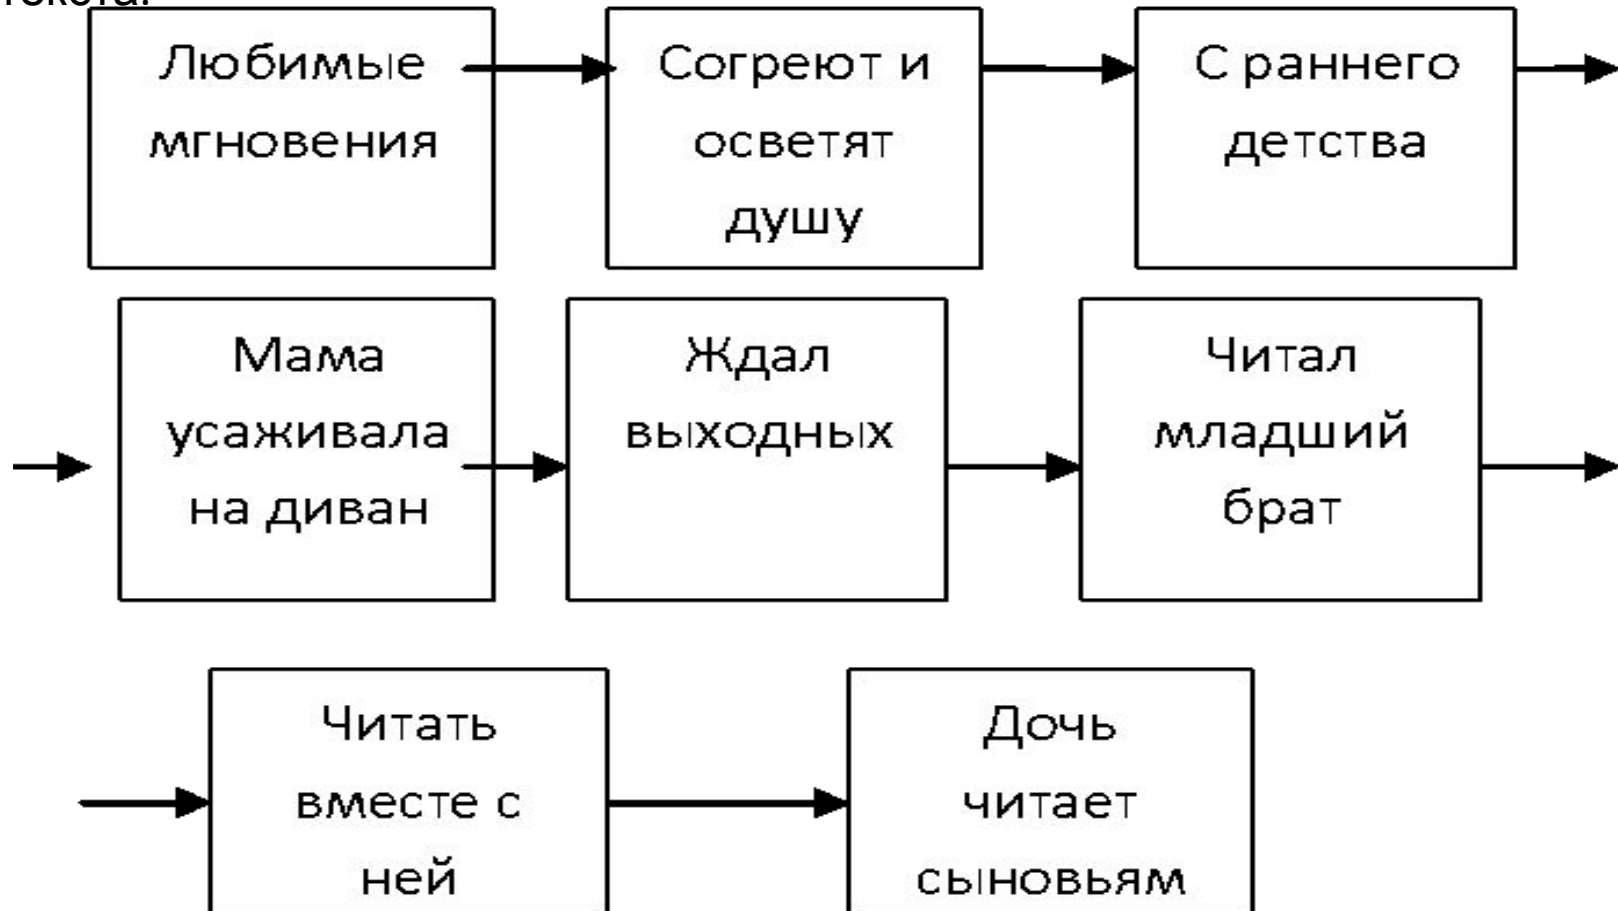 текста.
Любимые
мгновения
Согреют и
осветят
душу
С раннего
детства
Мама
усаживала
на диван
Ждал
выходных
Читал
младший
брат
Читать
вместе с
ней
Дочь
читает
сыновьям